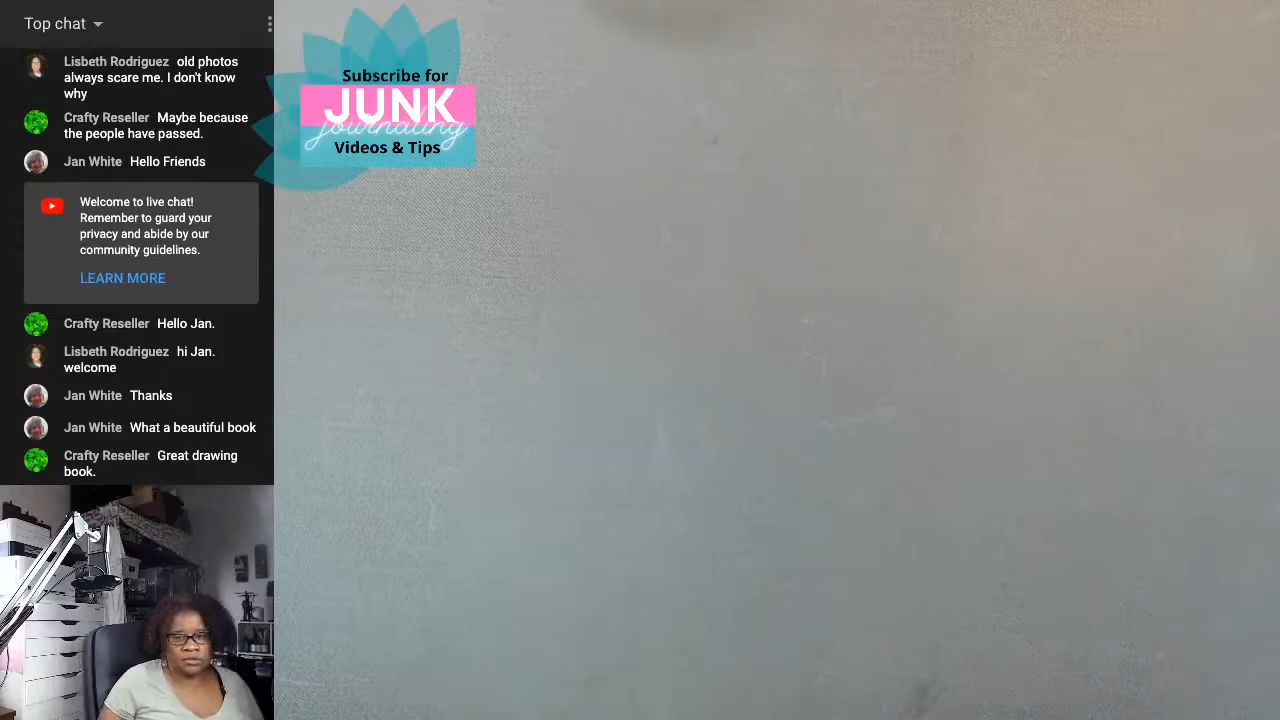 Top chat
Lisbeth Rodriguez old photos
always scare me. I don't know
why
Crafty Reseller Maybe because
the people have passed.
Jan White Hello Friends
Welcome to live chat!
Remember to guard your
privacy and abide by our
community guidelines.
LEARN MORE
Crafty Reseller Hello Jan.
Lisbeth Rodriguez hi Jan.
welcome
Jan White Thanks
Jan White What a beautiful book
Crafty Reseller Great drawing
book.
Subscribe for
JUNK
journaling
Videos & Tips